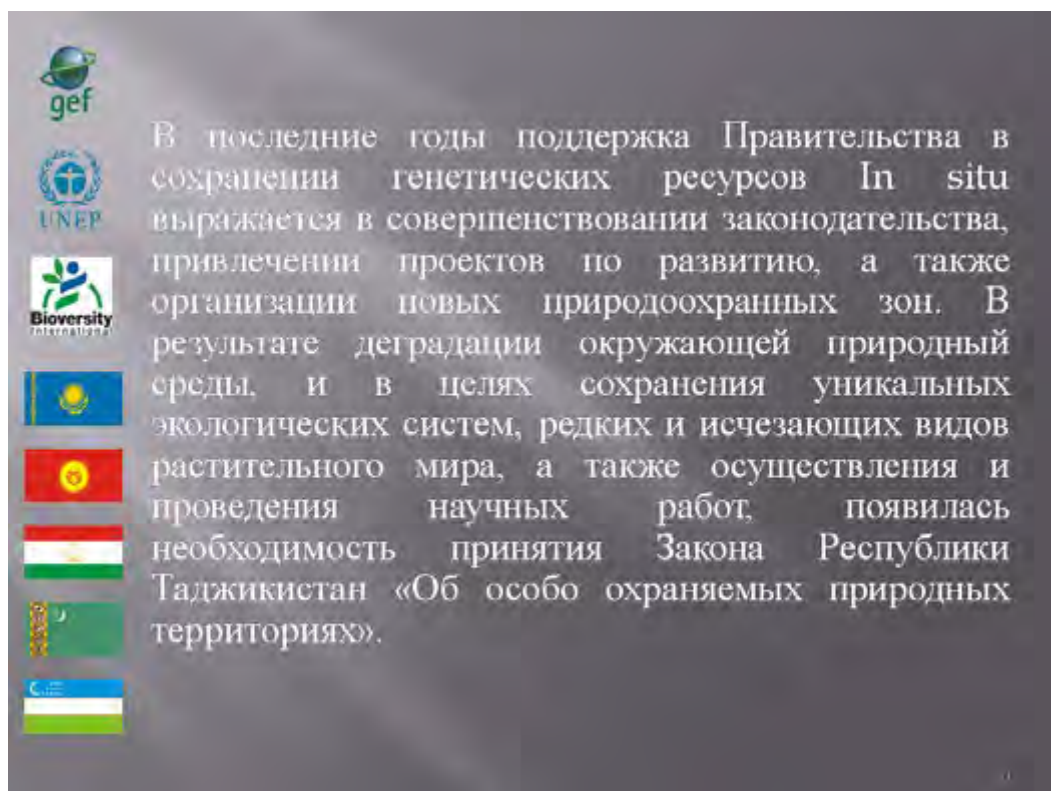 gef
UNEP
Bioversity
International
В последние годы поддержка Правительства в
сохранении генетических ресурсов In situ
выражается в совершенствовании законодательства,
привлечении проектов по развитию, а также
организации новых природоохранных зон. В
результате деградации окружающей природный
среды, и в целях сохранения уникальных
экологических систем, редких и исчезающих видов
растительного мира, а также осуществления и
проведения научных работ, появилась
необходимость принятия Закона Республики
Таджикистан «Об особо охраняемых природных
территориях».